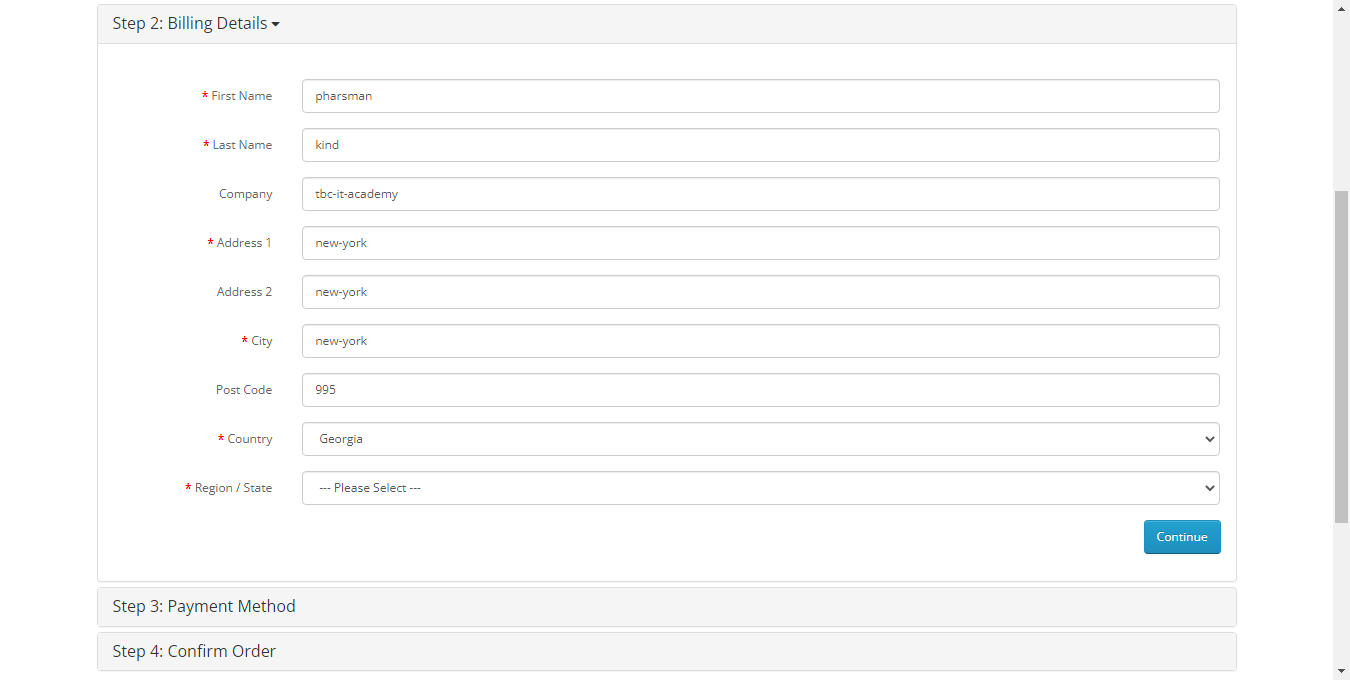 Step 2: Billing Details
* First Name pharsman
* Last Name kind
Company tbc-it-academy
* Address 1 new-york
Address 2 new-york
* City new-york
Post Code 995
* Country Georgia
* Region / State --- Please Select ---
Continue
Step 3: Payment Method
Step 4: Confirm Order